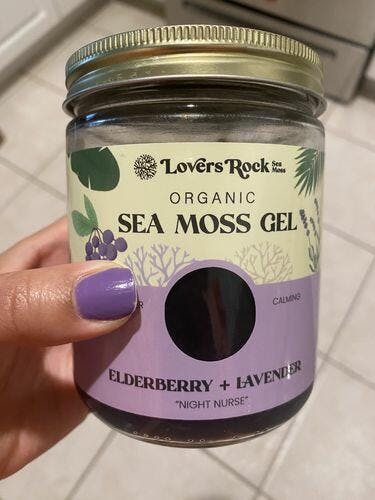 Lovers Rock Sea Moss
ORGANIC
SEA MOSS GEL
CALMING
ELDERBERRY + LAVENDER
"NIGHT NURSE"